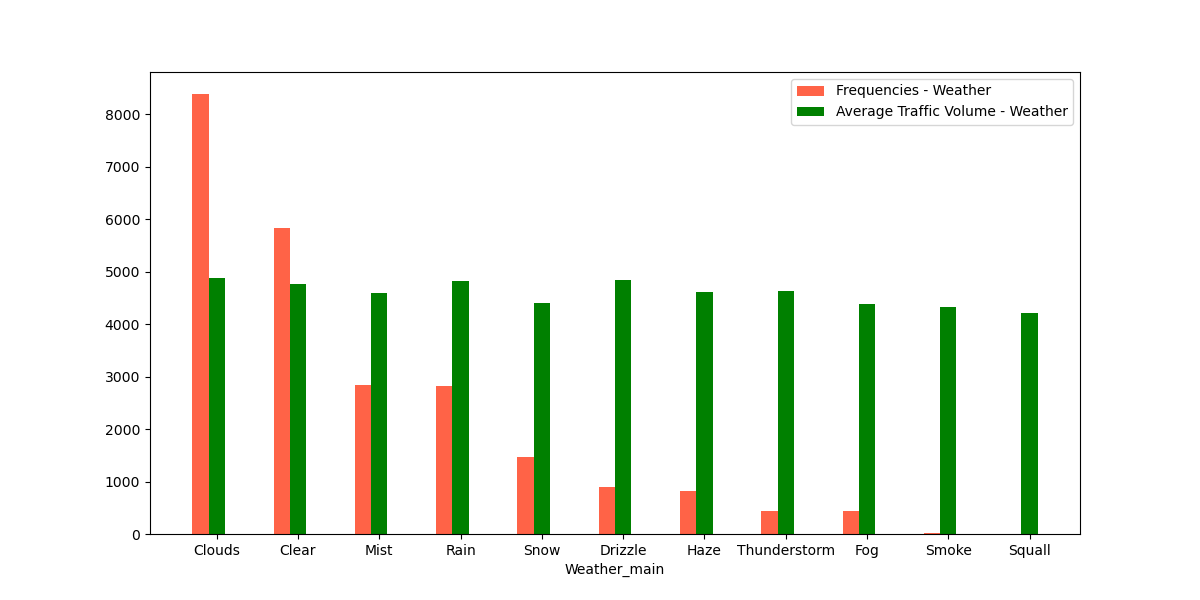 Frequencies - Weather
Average Traffic Volume - Weather
8000
7000
6000
5000
4000
3000
2000
1000
0
Clouds Clear Mist Rain Snow Drizzle Haze Thunderstorm Fog Smoke Squall
Weather_main